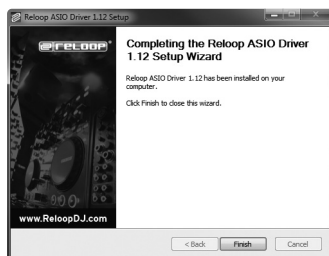 Reloop ASIO Driver 1.12 Setup
reloop
Completing the Reloop ASIO Driver
1.12 Setup Wizard
Reloop ASIO Driver 1.12 has been installed on your
computer.
Click Finish to close this wizard.
www.ReloopDJ.com
< Back
Finish
Cancel